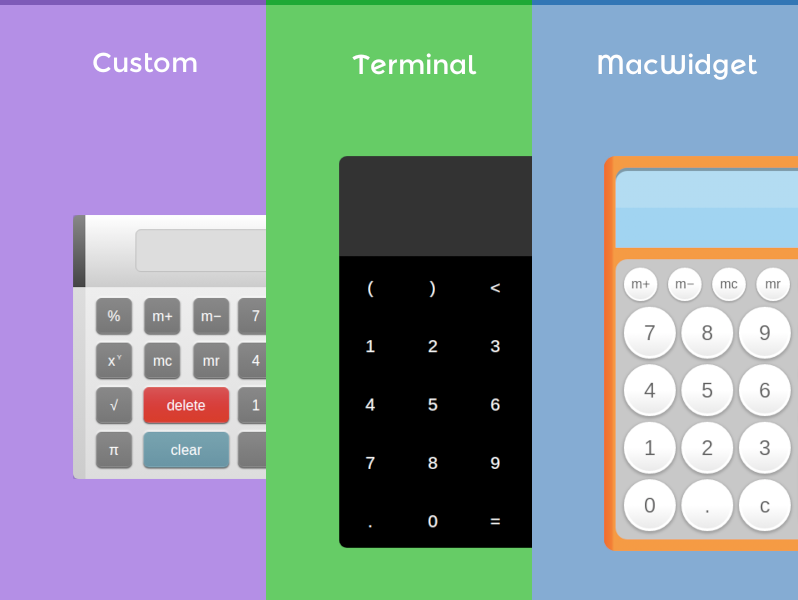 Custom
% m+ m− 7
xʸ mc mr 4
√ delete 1
π clear
Terminal
( ) <
1 2 3
4 5 6
7 8 9
. 0 =
MacWidget
m+ m− mc mr
7 8 9
4 5 6
1 2 3
0 . c